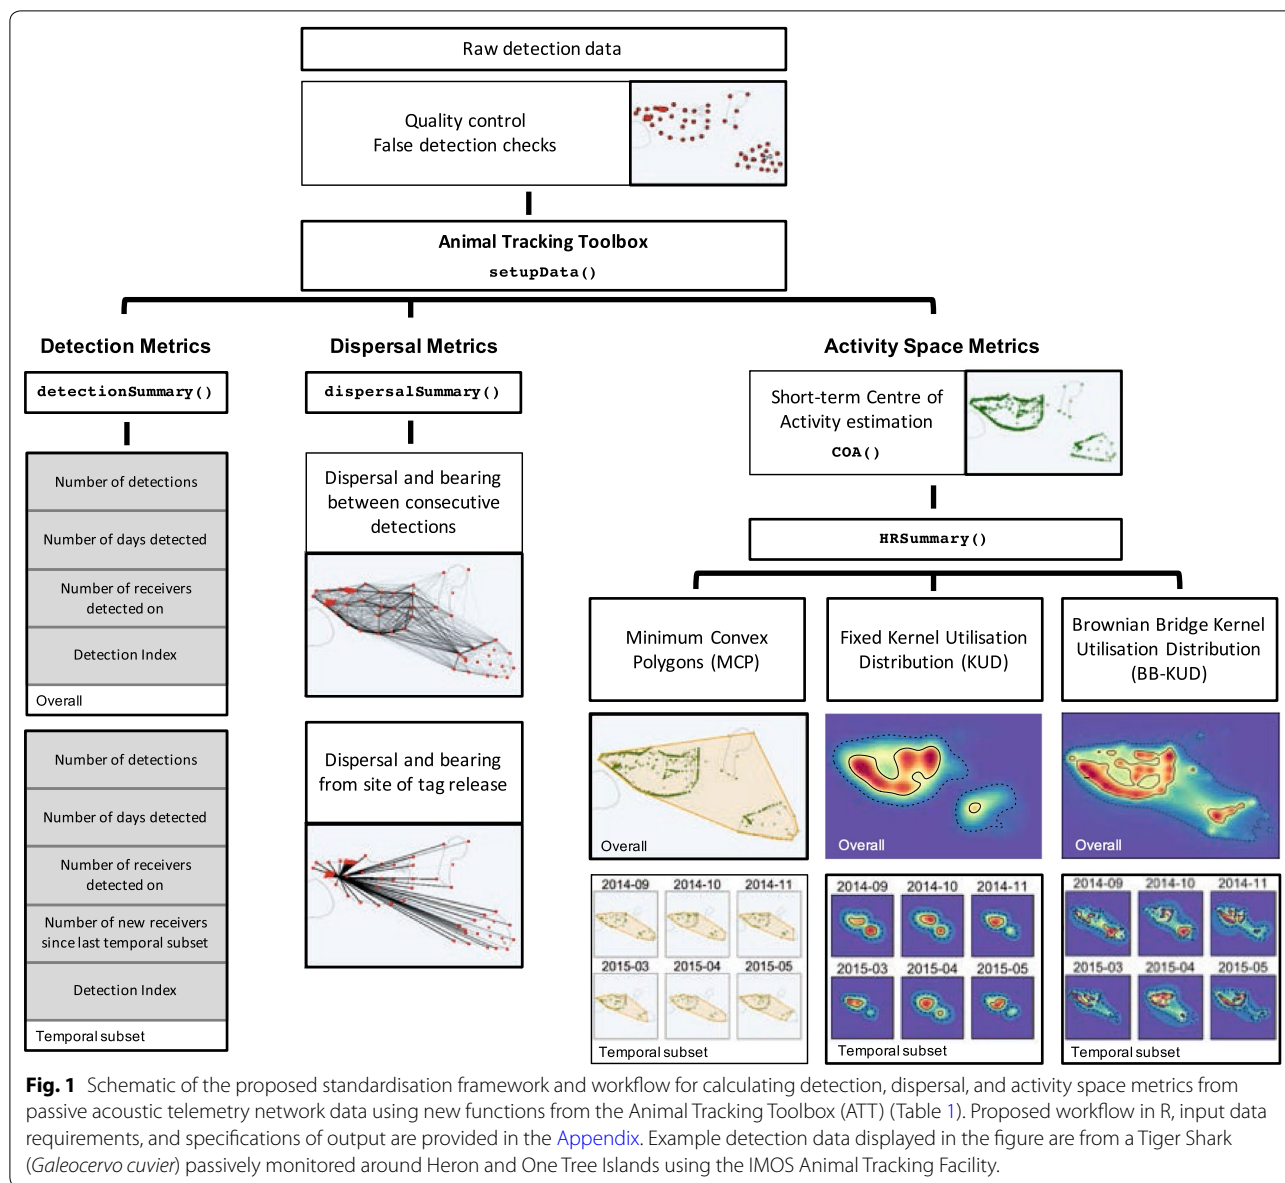 Raw detection data
Quality control
False detection checks
Animal Tracking Toolbox
setupData()
Detection Metrics
detectionSummary()
Number of detections
Number of days detected
Number of receivers
detected on
Detection Index
Overall
Number of detections
Number of days detected
Number of receivers
detected on
Number of new receivers
since last temporal subset
Detection Index
Temporal subset
Dispersal Metrics
dispersalSummary()
Dispersal and bearing
between consecutive
detections
Dispersal and bearing
from site of tag release
Activity Space Metrics
Short-term Centre of
Activity estimation
COA()
HRSummary()
Minimum Convex
Polygons (MCP)
Overall
2014-09 2014-10 2014-11
2015-03 2015-04 2015-05
Temporal subset
Fixed Kernel Utilisation
Distribution (KUD)
Overall
2014-09 2014-10 2014-11
2015-03 2015-04 2015-05
Temporal subset
Brownian Bridge Kernel
Utilisation Distribution
(BB-KUD)
Overall
2014-09 2014-10 2014-11
2015-03 2015-04 2015-05
Temporal subset
Fig. 1 Schematic of the proposed standardisation framework and workflow for calculating detection, dispersal, and activity space metrics from
passive acoustic telemetry network data using new functions from the Animal Tracking Toolbox (ATT) (Table 1). Proposed workflow in R, input data
requirements, and specifications of output are provided in the Appendix. Example detection data displayed in the figure are from a Tiger Shark
(Galeocervo cuvier) passively monitored around Heron and One Tree Islands using the IMOS Animal Tracking Facility.